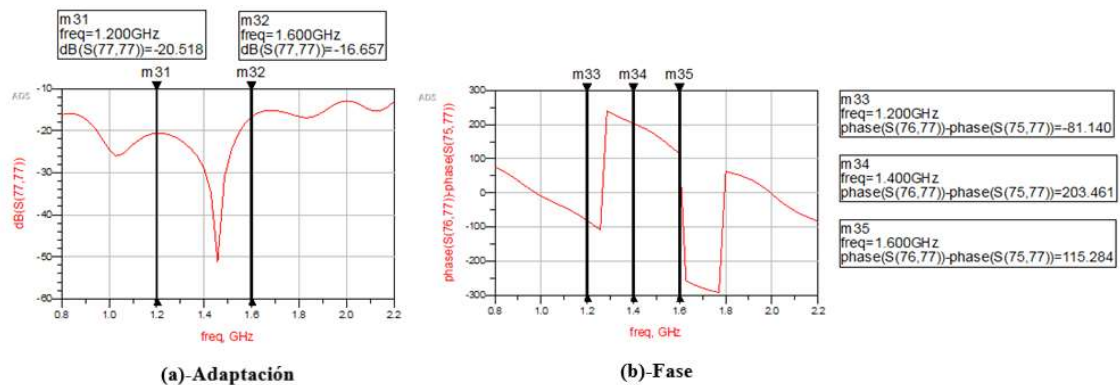 m31
freq=1.200GHz
dB(S(77,77))=-20.518
m32
freq=1.600GHz
dB(S(77,77))=-16.657
m31
m32
ADS
-10
-20
-30
-40
-50
-60
dB(S(77,77))
0.8
1.0
1.2
1.4
1.6
1.8
2.0
2.2
freq, GHz
(a)-Adaptación
m33
m34
m35
ADS
300
200
100
0
-100
-200
-300
phase(S(76,77))-phase(S(75,77))
0.8
1.0
1.2
1.4
1.6
1.8
2.0
2.2
freq, GHz
(b)-Fase
m33
freq=1.200GHz
phase(S(76,77))-phase(S(75,77))=-81.140
m34
freq=1.400GHz
phase(S(76,77))-phase(S(75,77))=203.461
m35
freq=1.600GHz
phase(S(76,77))-phase(S(75,77))=115.284